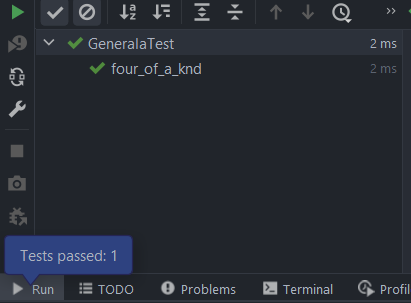 GeneralaTest 2 ms
four_of_a_knd 2 ms
Tests passed: 1
Run TODO Problems Terminal Profil